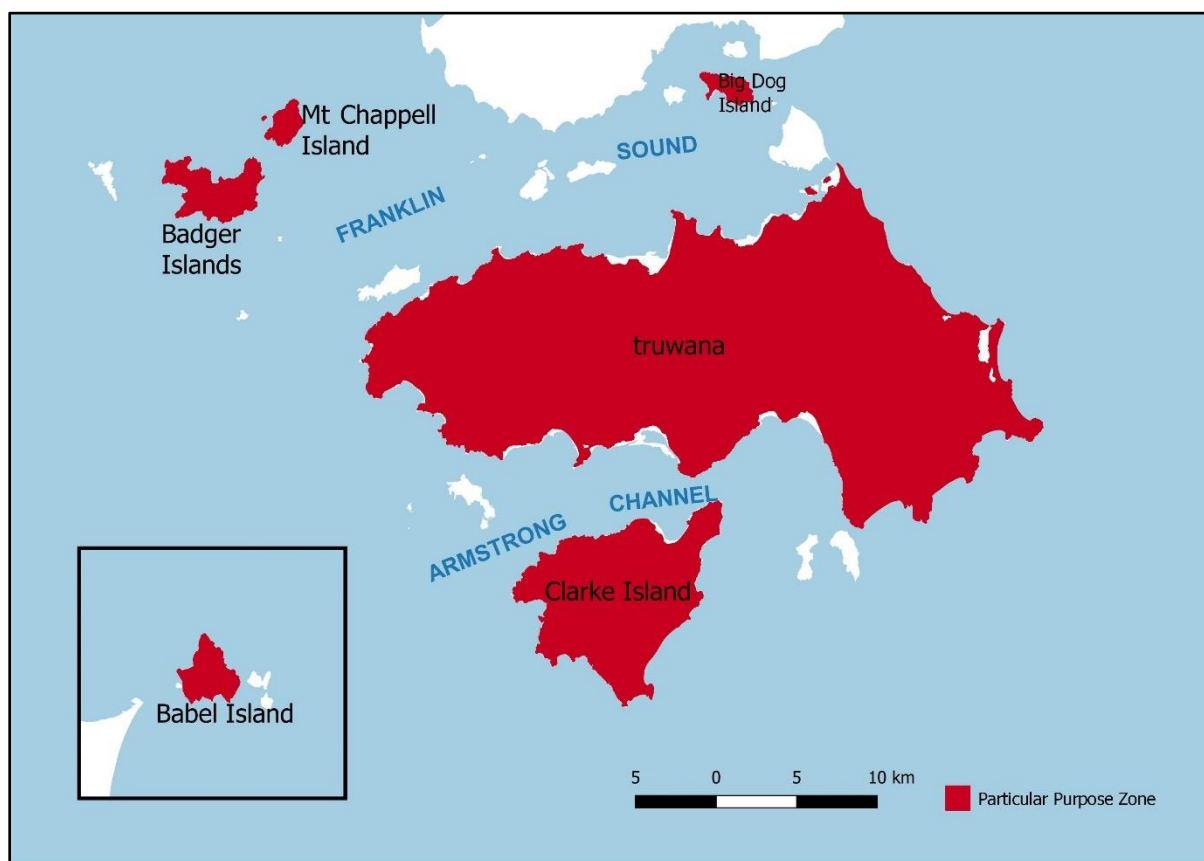 Big Dog
Island
Mt Chappell
Island
SOUND
FRANKLIN
Badger
Islands
truwana
CHANNEL
ARMSTRONG
Clarke Island
Babel Island
5 0 5 10 km
Particular Purpose Zone